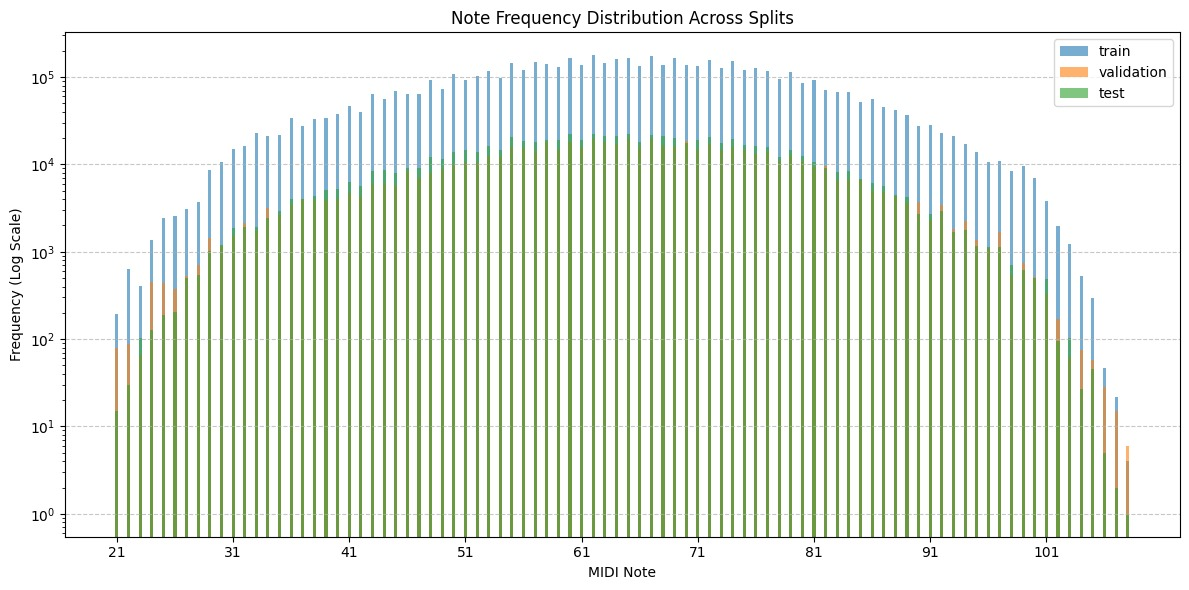 Note Frequency Distribution Across Splits
train
validation
test
Frequency (Log Scale)
10^5
10^4
10^3
10^2
10^1
10^0
21 31 41 51 61 71 81 91 101
MIDI Note